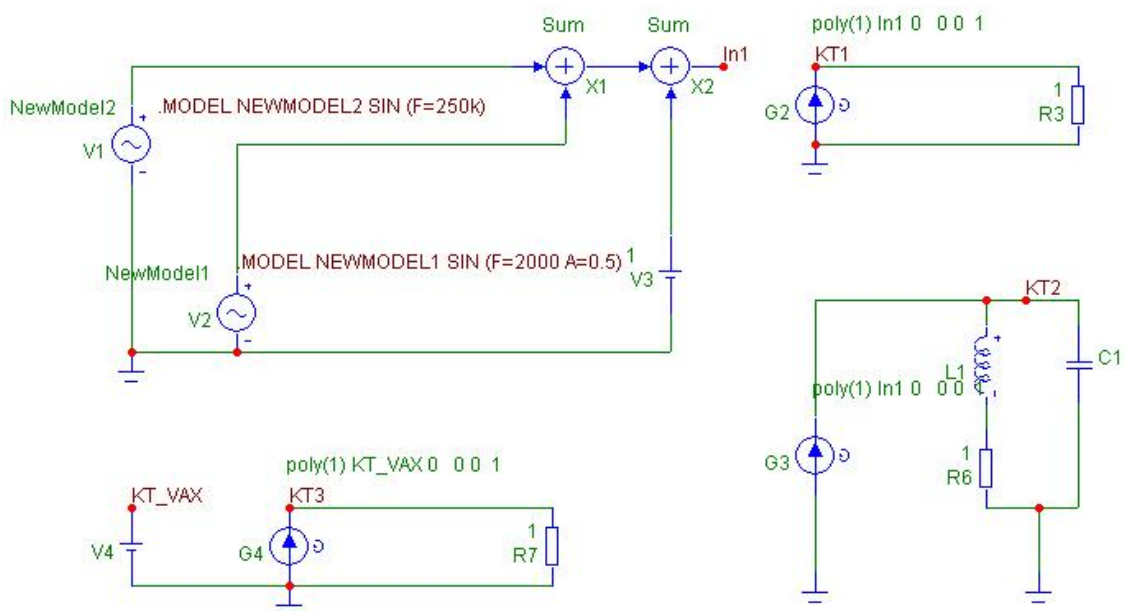 poly(1) In1 0 0 0 1
Sum
Sum
In1
KT1
X1
X2
NewModel2
.MODEL NEWMODEL2 SIN (F=250k)
V1
G2
1
R3
NewModel1
.MODEL NEWMODEL1 SIN (F=2000 A=0.5)
1
V3
V2
KT2
L1
C1
poly(1) In1 0 0 0 1
G3
1
R6
poly(1) KT_VAX 0 0 0 1
KT_VAX
KT3
V4
G4
1
R7